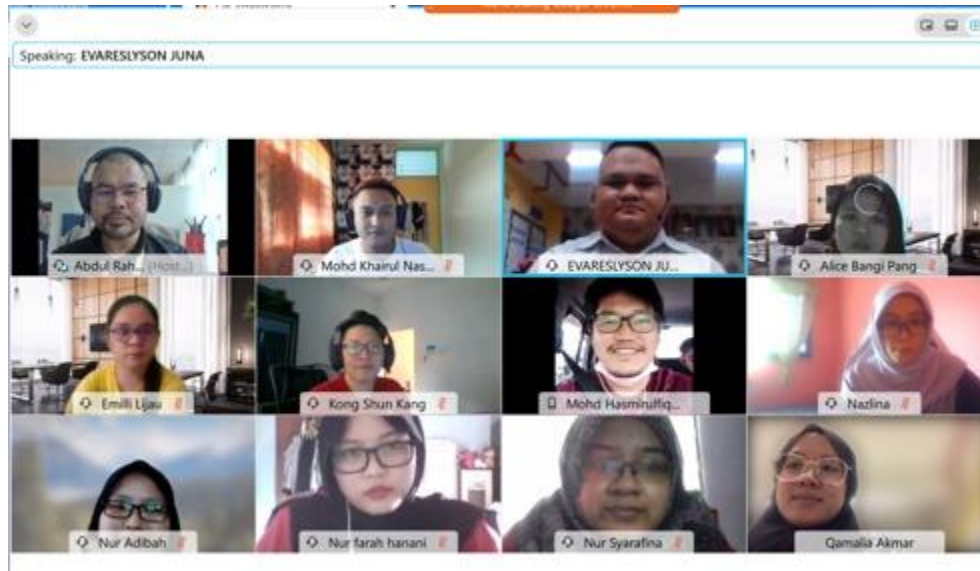 Speaking: EVARESLYSON JUNA
Abdul Rah... (Host...)
Mohd Khairul Nas...
EVARESLYSON JU...
Alice Bangi Pang
Emilli Lijau
Kong Shun Kang
Mohd Hasmirulfiq...
Nazlina
Nur Adibah
Nur farah hanani
Nur Syarafina
Qamalia Akmar